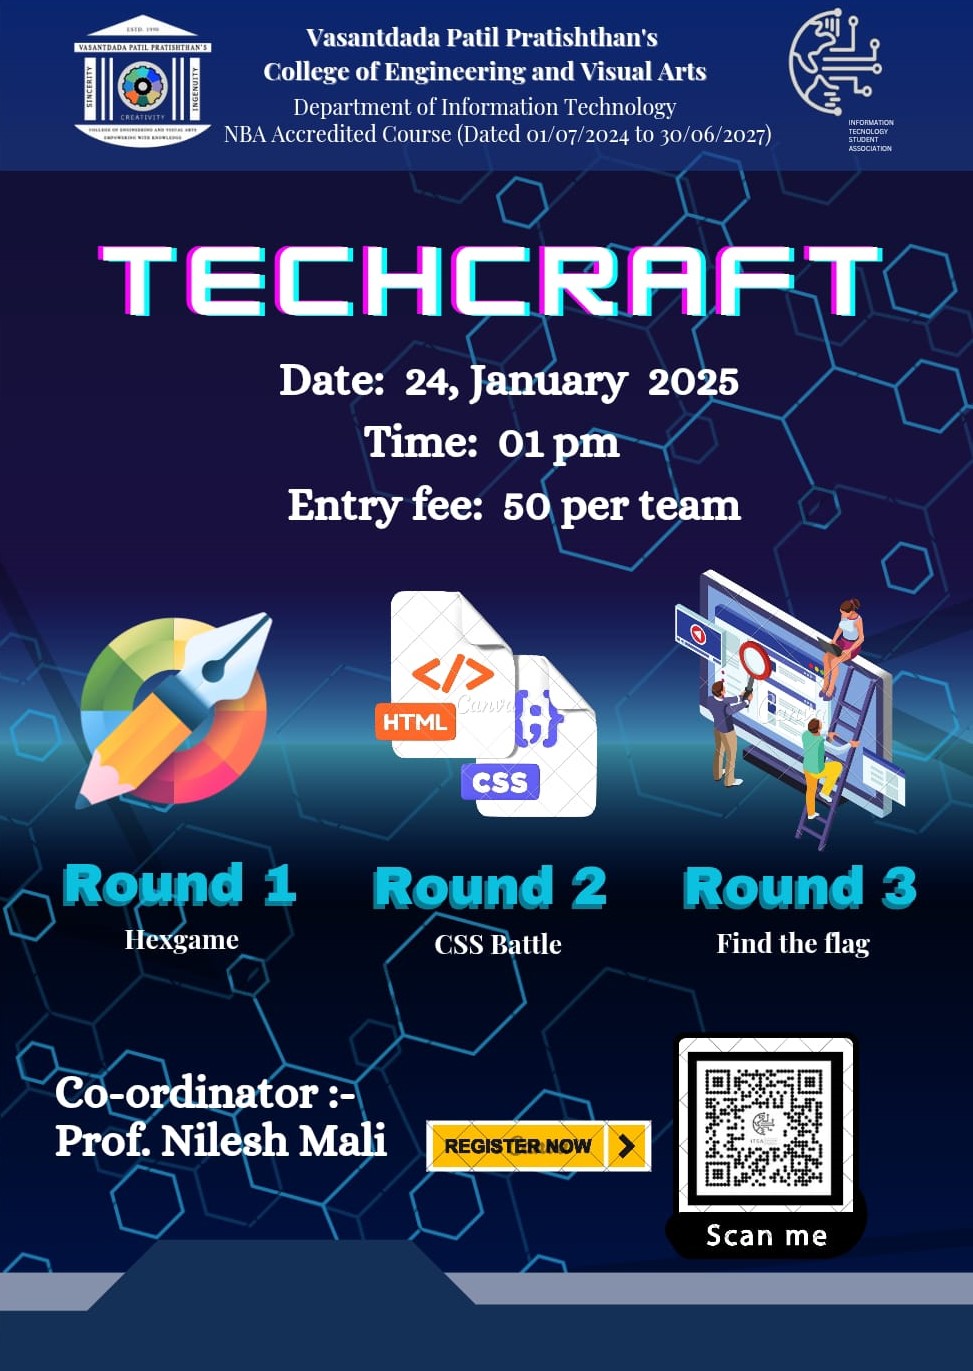 ESTD. 1990
VASANTDADA PATIL PRATISHTHAN'S
SINCERITY
INGENUITY
CREATIVITY
COLLEGE OF ENGINEERING AND VISUAL ARTS
EMPOWERING WITH KNOWLEDGE
Vasantdada Patil Pratishthan's
College of Engineering and Visual Arts
Department of Information Technology
NBA Accredited Course (Dated 01/07/2024 to 30/06/2027)
INFORMATION
TECNOLOGY
STUDENT
ASSOCIATION
TECHCRAFT
Date: 24, January 2025
Time: 01 pm
Entry fee: 50 per team
</>
HTML
Canva
{;}
CSS
Canva
Round 1
Hexgame
Round 2
CSS Battle
Round 3
Find the flag
Co-ordinator :-
Prof. Nilesh Mali
REGISTER NOW
ITSA
Scan me